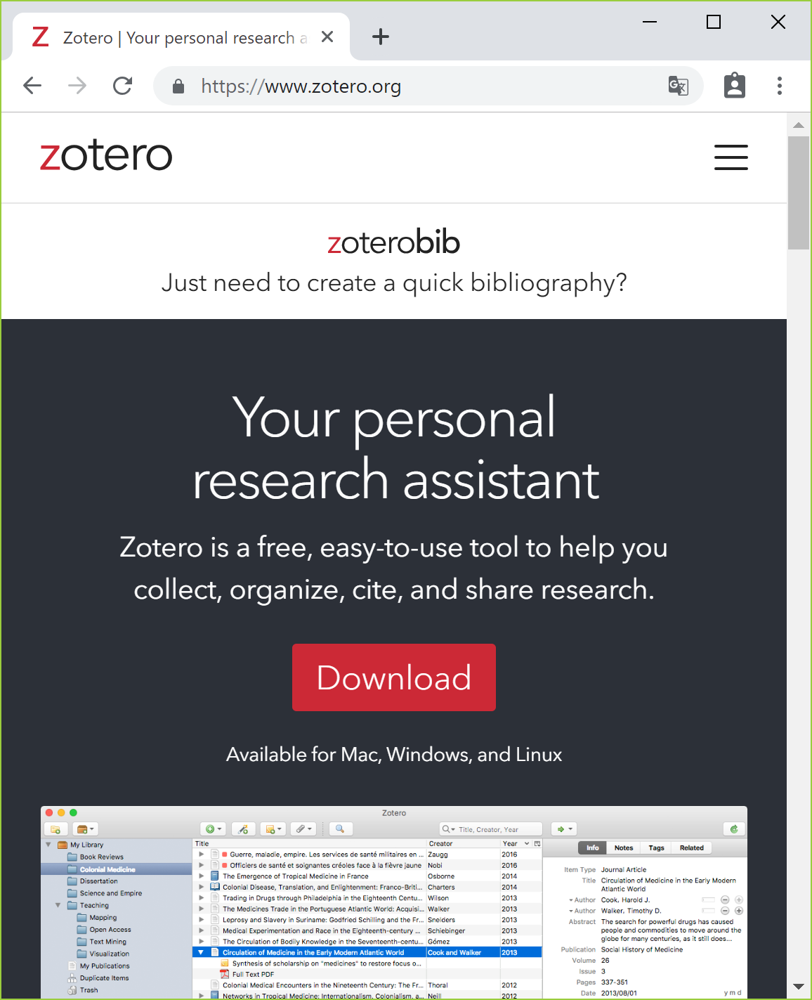 Zotero | Your personal research a
https://www.zotero.org
zotero
zoterobib
Just need to create a quick bibliography?
Your personal
research assistant
Zotero is a free, easy-to-use tool to help you
collect, organize, cite, and share research.
Download
Available for Mac, Windows, and Linux
Zotero
Title, Creator, Year
My Library
Book Reviews
Colonial Medicine
Dissertation
Science and Empire
Teaching
Mapping
Open Access
Text Mining
Visualization
My Publications
Duplicate Items
Trash
Title Creator Year
Guerre, maladie, empire. Les services de santé militaires en ... Zaugg 2016
Officiers de santé et soignantes créoles face à la fièvre jaune Nobi 2016
The Emergence of Tropical Medicine in France Osborne 2014
Colonial Disease, Translation, and Enlightenment: Franco-Briti... Charters 2014
Trading in Drugs through Philadelphia in the Eighteenth Centu... Wilson 2013
The Medicines Trade in the Portuguese Atlantic World: Acquisi... Walker 2013
Leprosy and Slavery in Suriname: Godfried Schilling and the Fr... Snelders 2013
Medical Experimentation and Race in the Eighteenth-century ... Schiebinger 2013
The Circulation of Bodily Knowledge in the Seventeenth-centu... Gómez 2013
Circulation of Medicine in the Early Modern Atlantic World Cook and Walker 2013
Synthesis of scholarship on "medicines" to restore focus o...
Full Text PDF
Colonial Medical Encounters in the Nineteenth Century: The Fr... Thoral 2012
Networks in Tropical Medicine: Internationalism, Colonialism, a... Neill 2012
Info Notes Tags Related
Item Type Journal Article
Title Circulation of Medicine in the Early Modern
Atlantic World
Author Cook, Harold J.
Author Walker, Timothy D.
Abstract The search for powerful drugs has caused
people and commodities to move around the
globe for many centuries, as it still does...
Publication Social History of Medicine
Volume 26
Issue 3
Pages 337-351
Date 2013/08/01 y m d